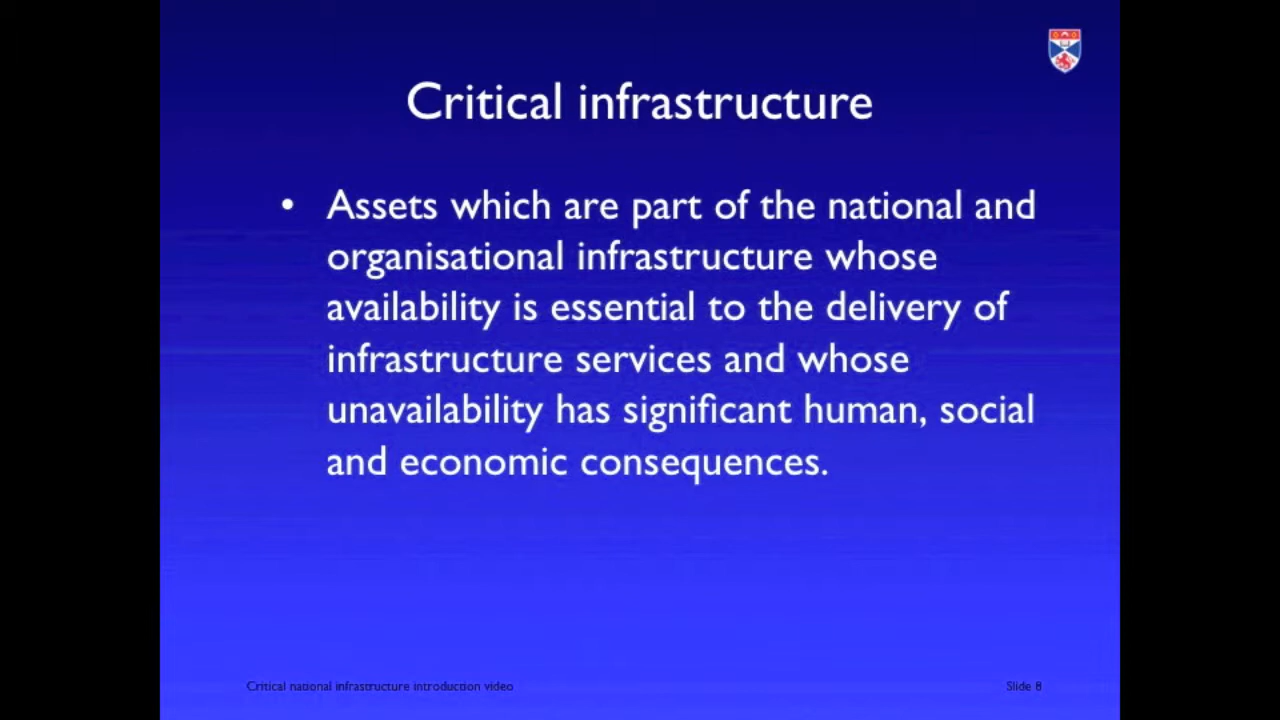 Critical infrastructure
• Assets which are part of the national and
organisational infrastructure whose
availability is essential to the delivery of
infrastructure services and whose
unavailability has significant human, social
and economic consequences.
Critical national infrastructure introduction video
Slide 8